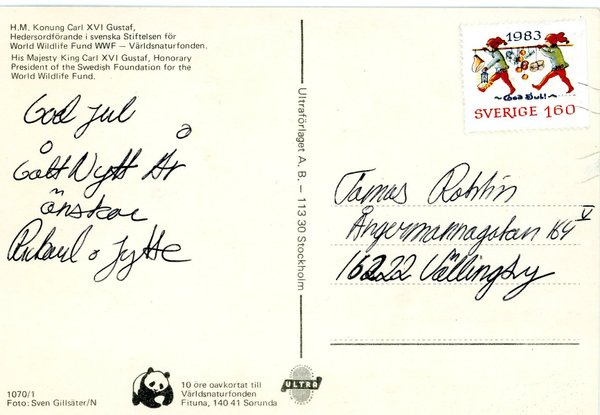 H.M. Konung Carl XVI Gustaf,
Hedersordförande i svenska Stiftelsen för
World Wildlife Fund WWF – Världsnaturfonden.
His Majesty King Carl XVI Gustaf, Honorary
President of the Swedish Foundation for the
World Wildlife Fund.
God Jul
o
Gott Nytt År
önskar
Rikard o Jytte
Ultraförlaget A. B. – 113 30 Stockholm
1983
~God Jul!~
SVERIGE 160
Tomas
Ångermannagatan 164 V
16222 Vällingby
1070/1
Foto: Sven Gillsäter/N
10 öre oavkortat till
Världsnaturfonden
Fituna, 140 41 Sorunda
ULTRA